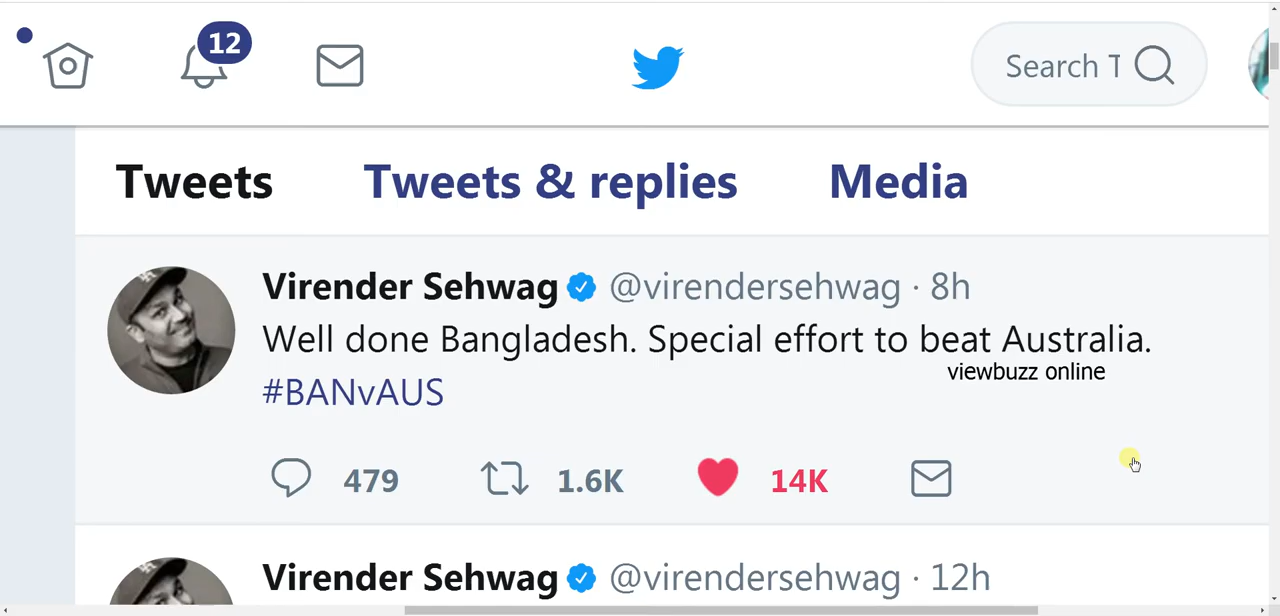 12
Search T
Tweets Tweets & replies Media
Virender Sehwag @virendersehwag · 8h
Well done Bangladesh. Special effort to beat Australia.
viewbuzz online
#BANvAUS
479 1.6K 14K
Virender Sehwag @virendersehwag · 12h